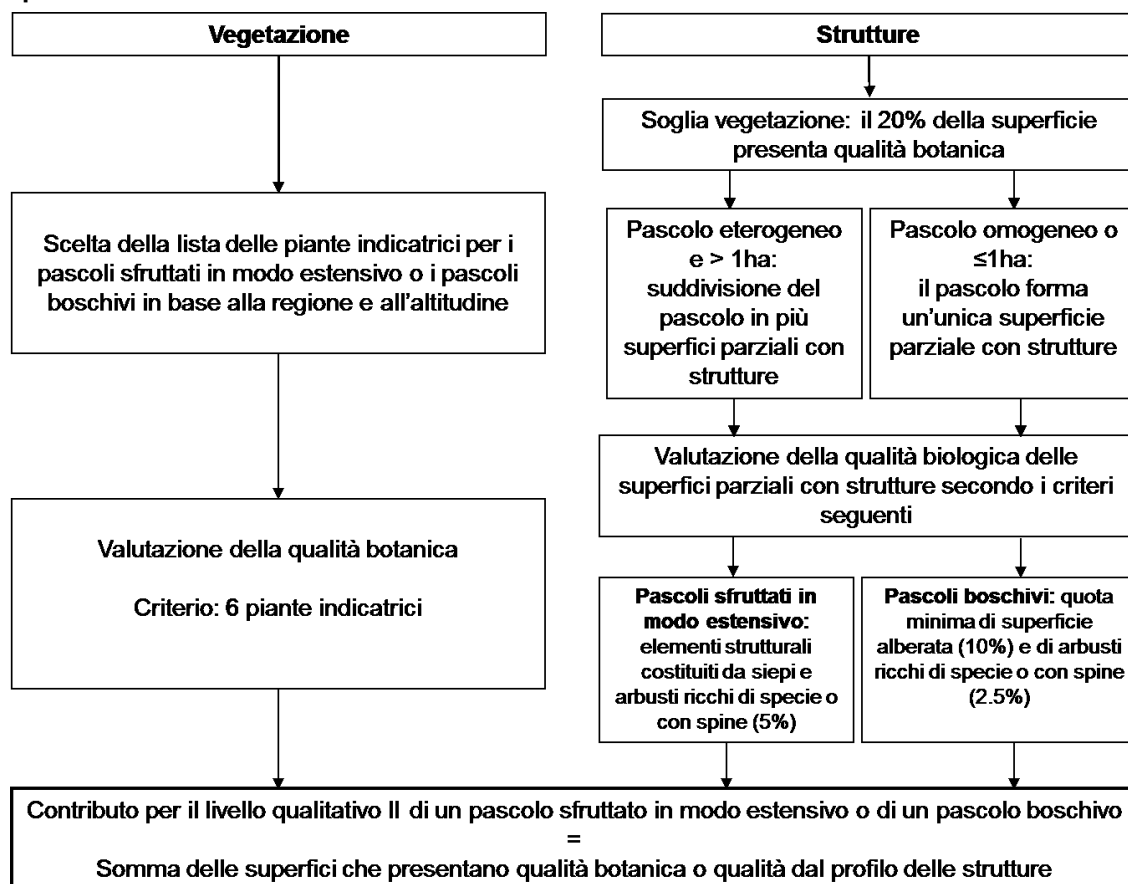 Vegetazione
Scelta della lista delle piante indicatrici per i
pascoli sfruttati in modo estensivo o i pascoli
boschivi in base alla regione e all'altitudine
Valutazione della qualità botanica
Criterio: 6 piante indicatrici
Strutture
Soglia vegetazione: il 20% della superficie
presenta qualità botanica
Pascolo eterogeneo
e > 1ha:
suddivisione del
pascolo in più
superfici parziali con
strutture
Pascolo omogeneo o
≤1ha:
il pascolo forma
un'unica superficie
parziale con strutture
Valutazione della qualità biologica delle
superfici parziali con strutture secondo i criteri
seguenti
Pascoli sfruttati in
modo estensivo:
elementi strutturali
costituiti da siepi e
arbusti ricchi di specie o
con spine (5%)
Pascoli boschivi: quota
minima di superficie
alberata (10%) e di arbusti
ricchi di specie o con spine
(2.5%)
Contributo per il livello qualitativo II di un pascolo sfruttato in modo estensivo o di un pascolo boschivo
=
Somma delle superfici che presentano qualità botanica o qualità dal profilo delle strutture